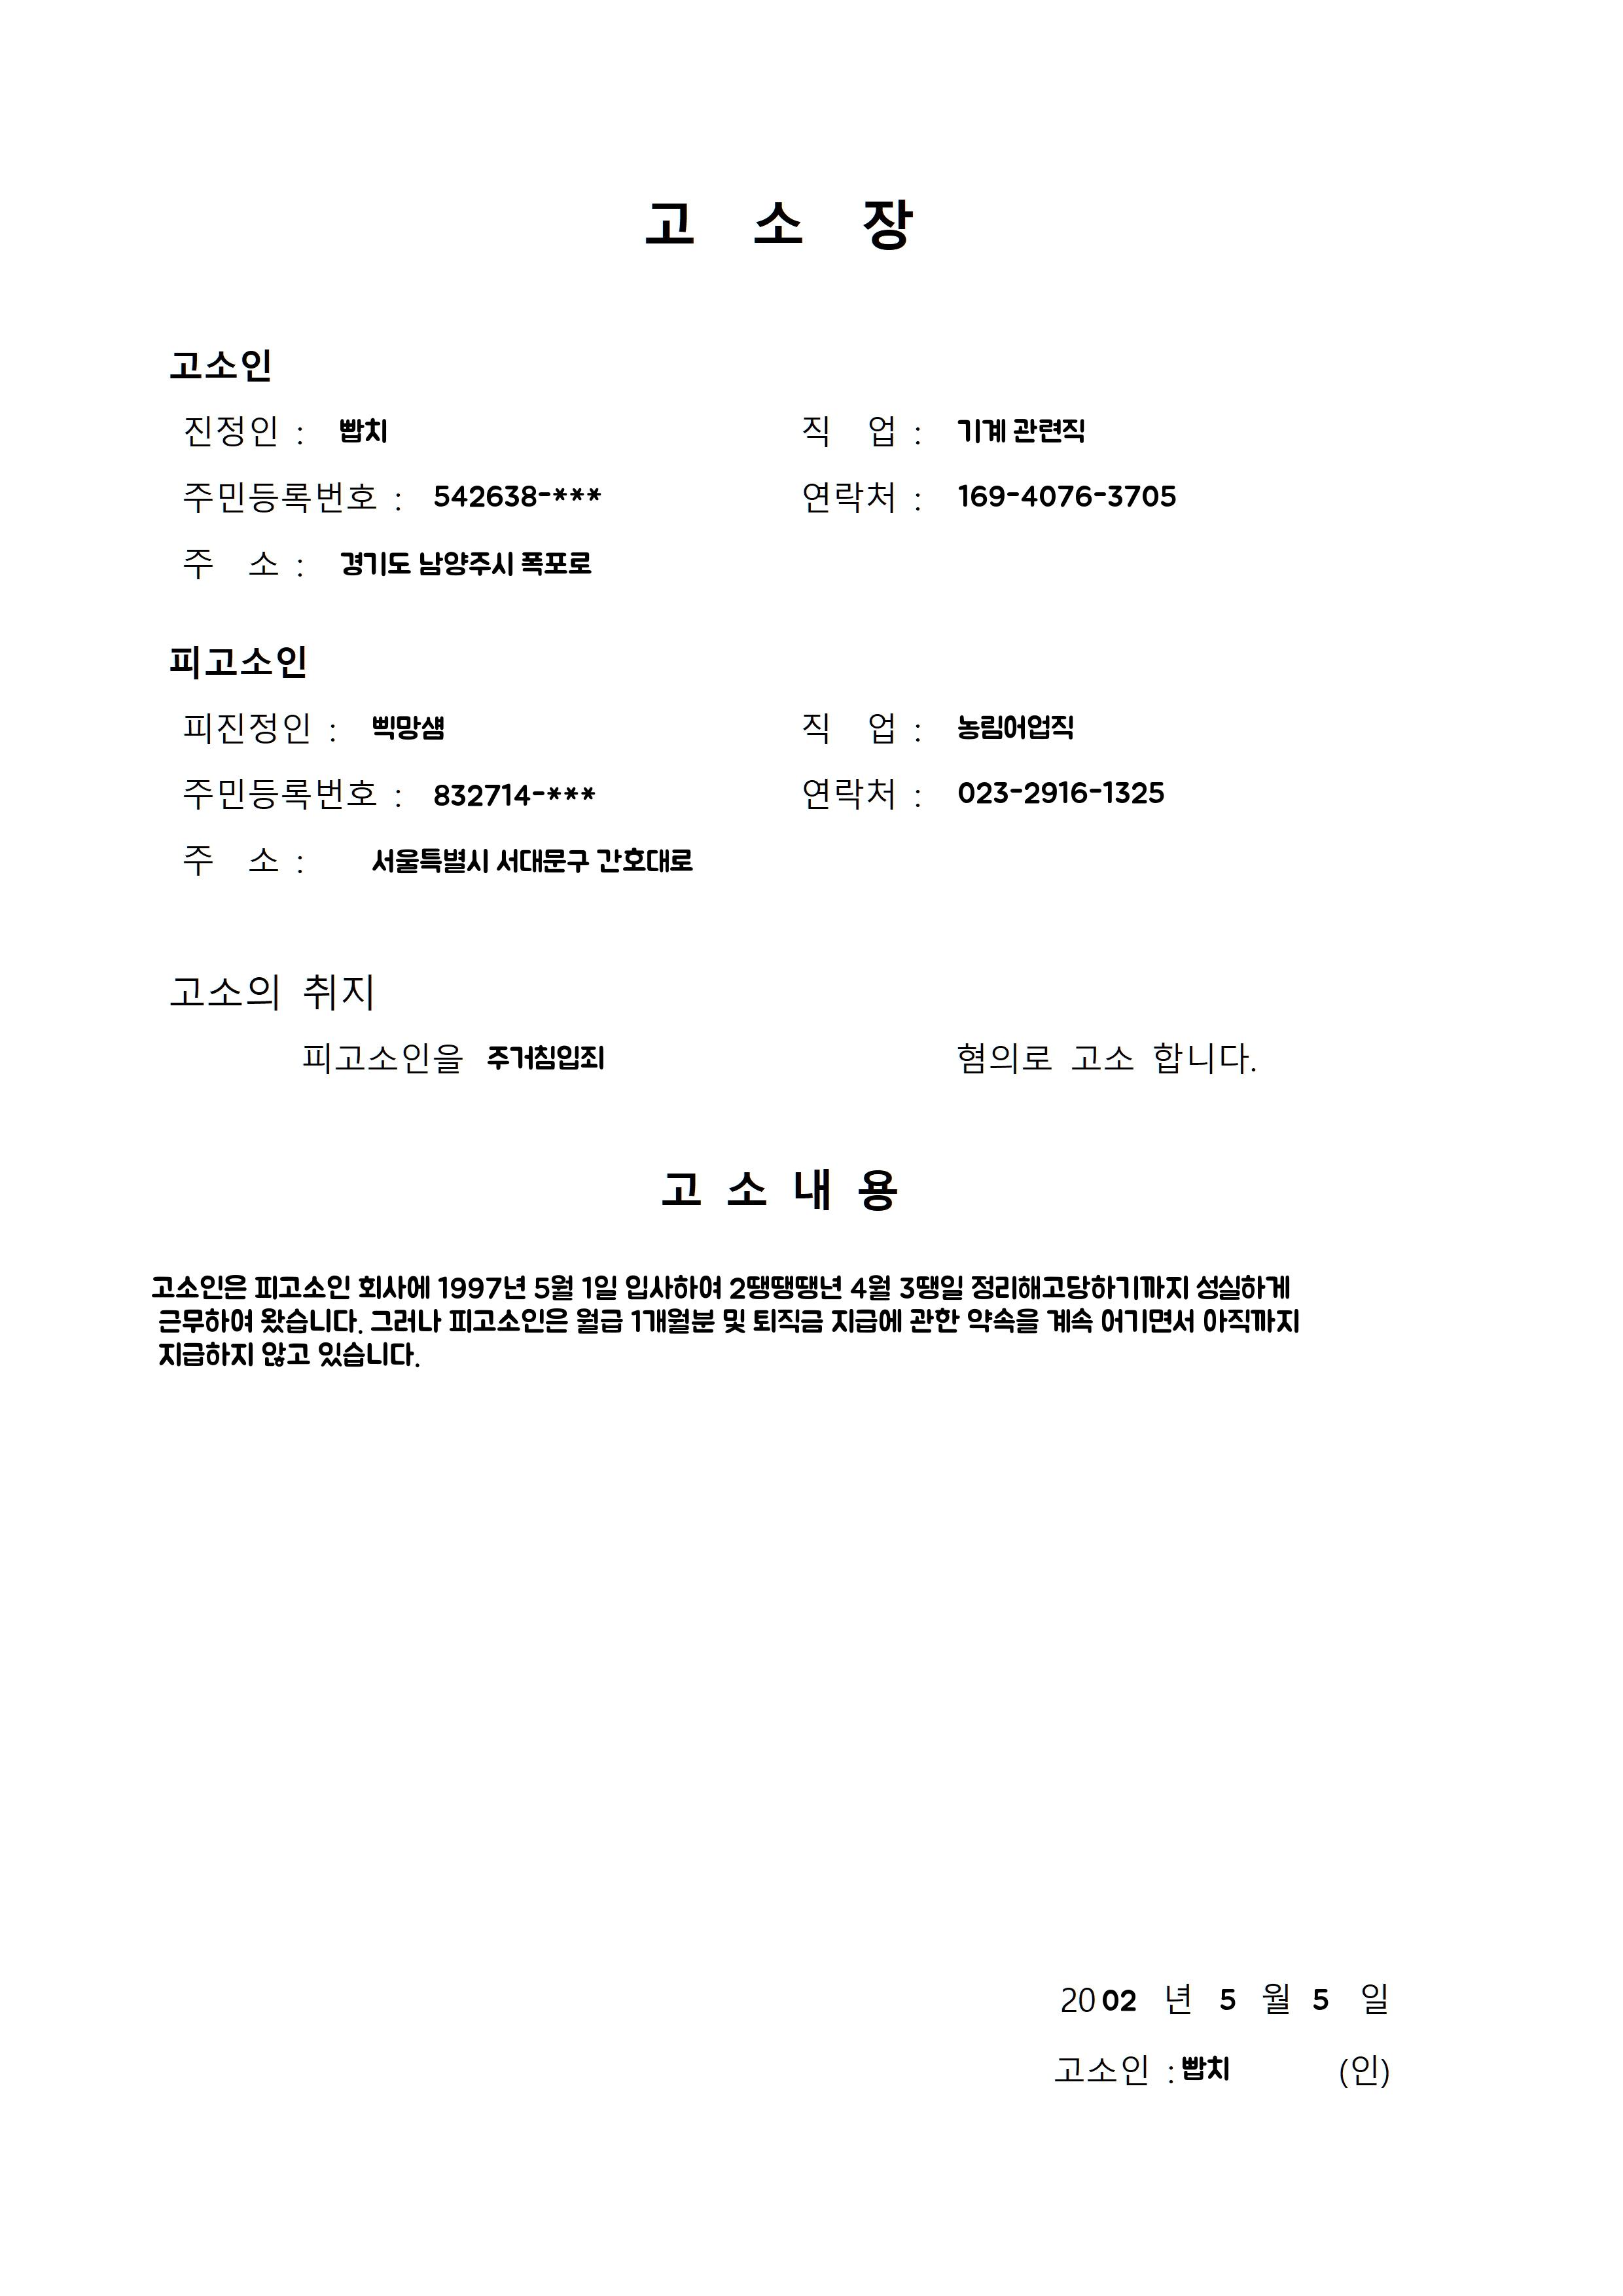 고 소 장
고소인
진정인 : 빱치 직 업 : 기계 관련직
주민등록번호 : 542638-*** 연락처 : 169-4076-3705
주 소 : 경기도 남양주시 폭포로
피고소인
피진정인 : 삑망섐 직 업 : 농림어업직
주민등록번호 : 832714-*** 연락처 : 023-2916-1325
주 소 : 서울특별시 서대문구 간호대로
고소의 취지
피고소인을 주거침입죄 혐의로 고소 합니다.
고 소 내 용
고소인은 피고소인 회사에 1997년 5월 1일 입사하여 2땡땡땡년 4월 3땡일 정리해고당하기까지 성실하게
근무하여 왔습니다. 그러나 피고소인은 월급 1개월분 및 퇴직금 지급에 관한 약속을 계속 어기면서 아직까지
지급하지 않고 있습니다.
2002 년 5 월 5 일
고소인 : 빱치 (인)